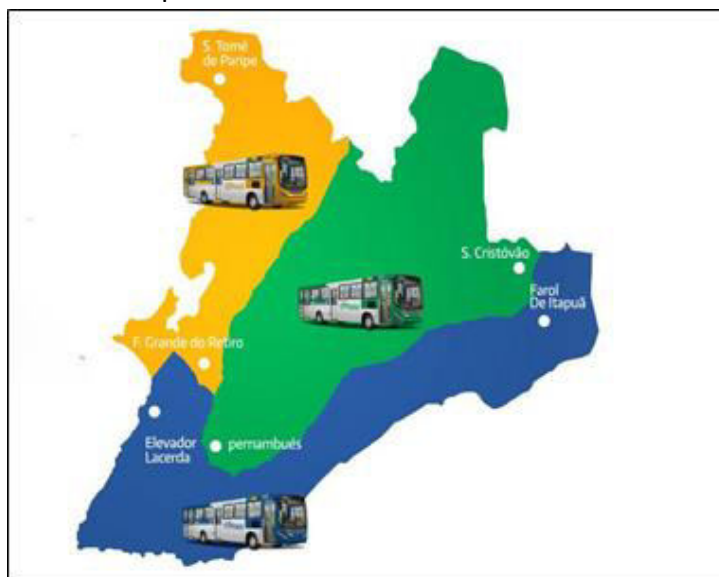 S. Tomé
de Paripe
S. Cristóvão
Farol
De Itapuã
F. Grande do Retiro
Elevador
Lacerda
pernambués